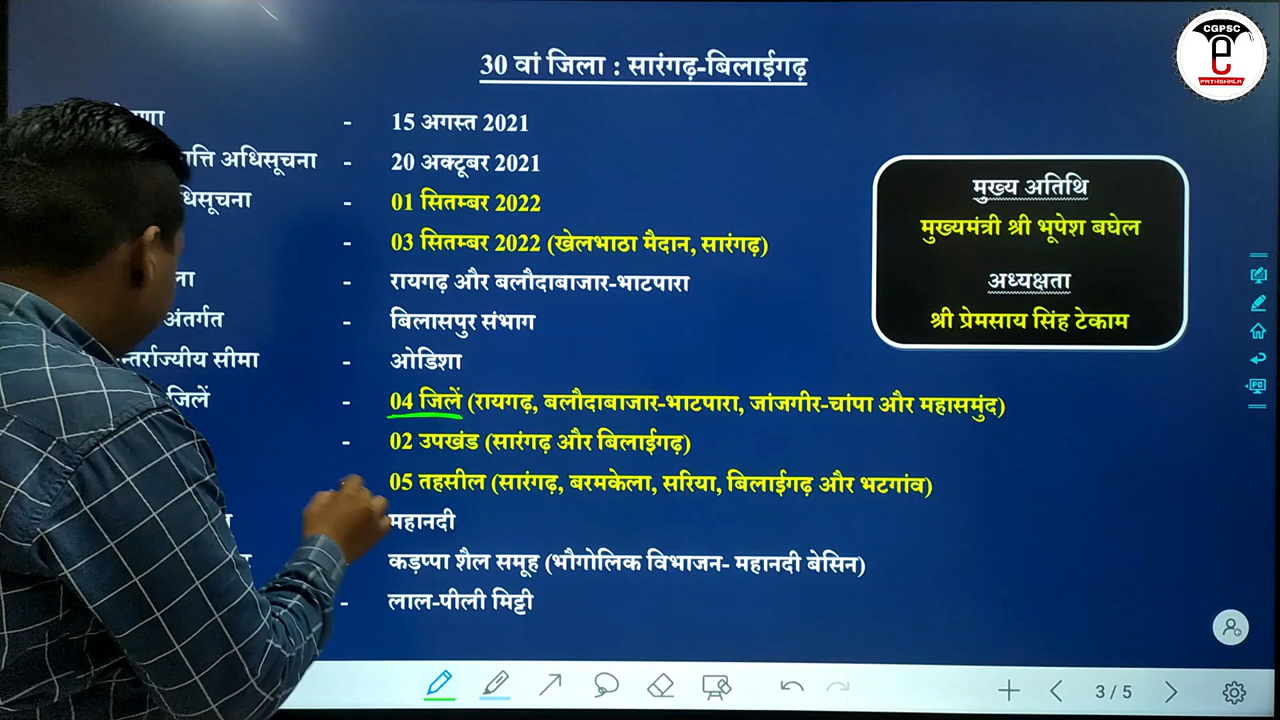 CGPSC
e
PATHSHALA
30 वां जिला : सारंगढ़-बिलाईगढ़
- 15 अगस्त 2021
अधिसूचना - 20 अक्टूबर 2021
- 01 सितम्बर 2022
- 03 सितम्बर 2022 (खेलभाठा मैदान, सारंगढ़)
- रायगढ़ और बलौदाबाजार-भाटपारा
अंतर्गत - बिलासपुर संभाग
सीमा - ओडिशा
जिलें - 04 जिलें (रायगढ़, बलौदाबाजार-भाटपारा, जांजगीर-चांपा और महासमुंद)
- 02 उपखंड (सारंगढ़ और बिलाईगढ़)
05 तहसील (सारंगढ़, बरमकेला, सरिया, बिलाईगढ़ और भटगांव)
महानदी
कड़प्पा शैल समूह (भौगोलिक विभाजन- महानदी बेसिन)
- लाल-पीली मिट्टी
मुख्य अतिथि
मुख्यमंत्री श्री भूपेश बघेल
अध्यक्षता
श्री प्रेमसाय सिंह टेकाम
PC
3 / 5